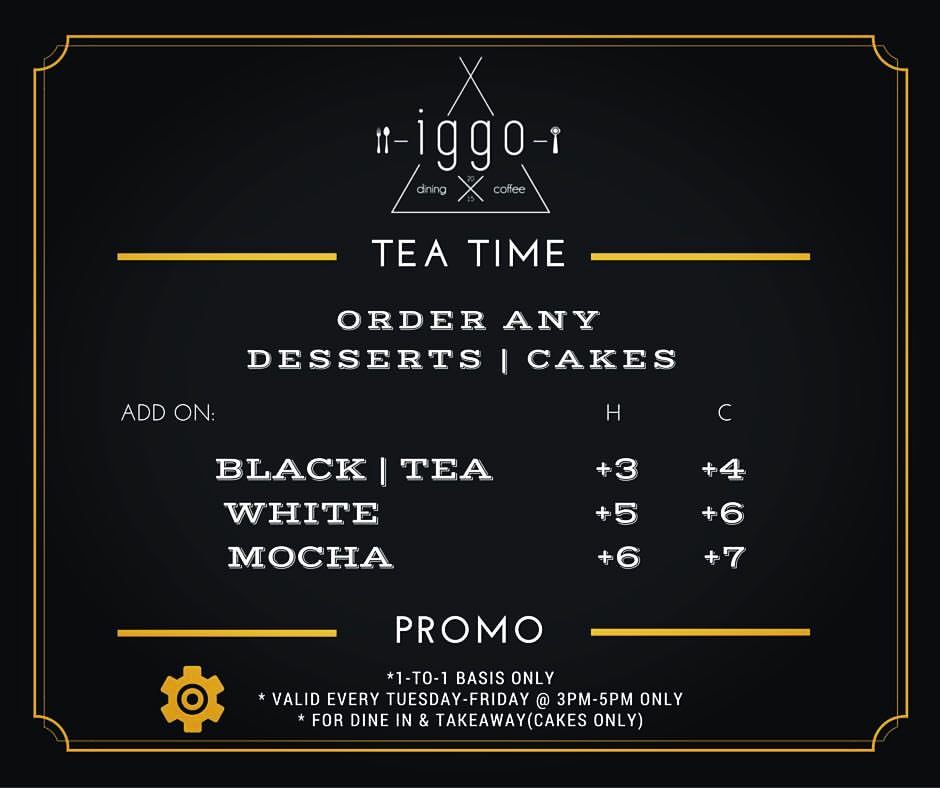 iggo
dining 20 15 coffee
TEA TIME
ORDER ANY
DESSERTS | CAKES
ADD ON: H C
BLACK | TEA +3 +4
WHITE +5 +6
MOCHA +6 +7
PROMO
*1-TO-1 BASIS ONLY
* VALID EVERY TUESDAY-FRIDAY @ 3PM-5PM ONLY
* FOR DINE IN & TAKEAWAY(CAKES ONLY)